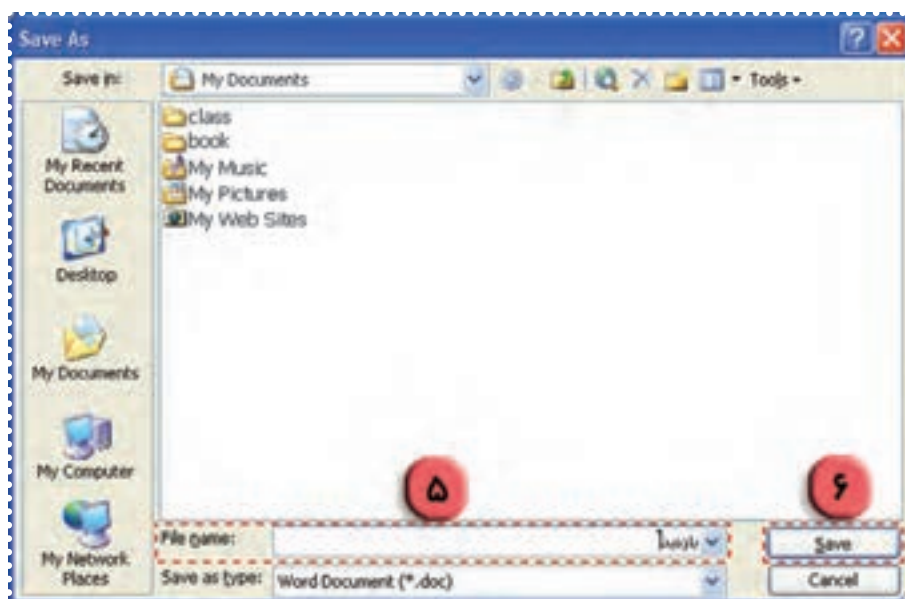 Save As
Save in:
My Documents
Tools
class
book
My Music
My Pictures
My Web Sites
My Recent
Documents
Desktop
My Documents
My Computer
My Network
Places
۵
۶
File name:
Save
Save as type:
Word Document (*.doc)
Cancel